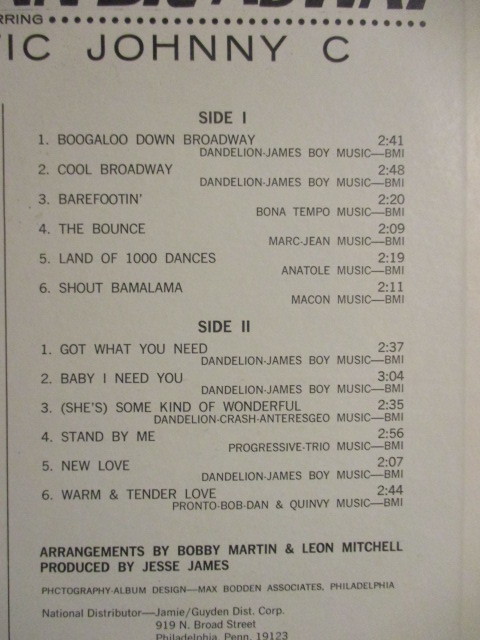 BROADWAY
RRING
TIC JOHNNY C
SIDE I
1. BOOGALOO DOWN BROADWAY 2:41
DANDELION-JAMES BOY MUSIC—BMI
2. COOL BROADWAY 2:48
DANDELION-JAMES BOY MUSIC—BMI
3. BAREFOOTIN' 2:20
BONA TEMPO MUSIC—BMI
4. THE BOUNCE 2:09
MARC-JEAN MUSIC—BMI
5. LAND OF 1000 DANCES 2:19
ANATOLE MUSIC—BMI
6. SHOUT BAMALAMA 2:11
MACON MUSIC—BMI
SIDE II
1. GOT WHAT YOU NEED 2:37
DANDELION-JAMES BOY MUSIC—BMI
2. BABY I NEED YOU 3:04
DANDELION-JAMES BOY MUSIC—BMI
3. (SHE'S) SOME KIND OF WONDERFUL 2:35
DANDELION-CRASH-ANTERESGEO MUSIC—BMI
4. STAND BY ME 2:56
PROGRESSIVE-TRIO MUSIC—BMI
5. NEW LOVE 2:07
DANDELION-JAMES BOY MUSIC—BMI
6. WARM & TENDER LOVE 2:44
PRONTO-BOB-DAN & QUINVY MUSIC—BMI
ARRANGEMENTS BY BOBBY MARTIN & LEON MITCHELL
PRODUCED BY JESSE JAMES
PHCTOGRAPHY-ALBUM DESIGN—MAX BODDEN ASSOCIATES, PHILADELPHIA
National Distributor—Jamie/Guyden Dist. Corp.
919 N. Broad Street
Philadelphia, Penn. 19123